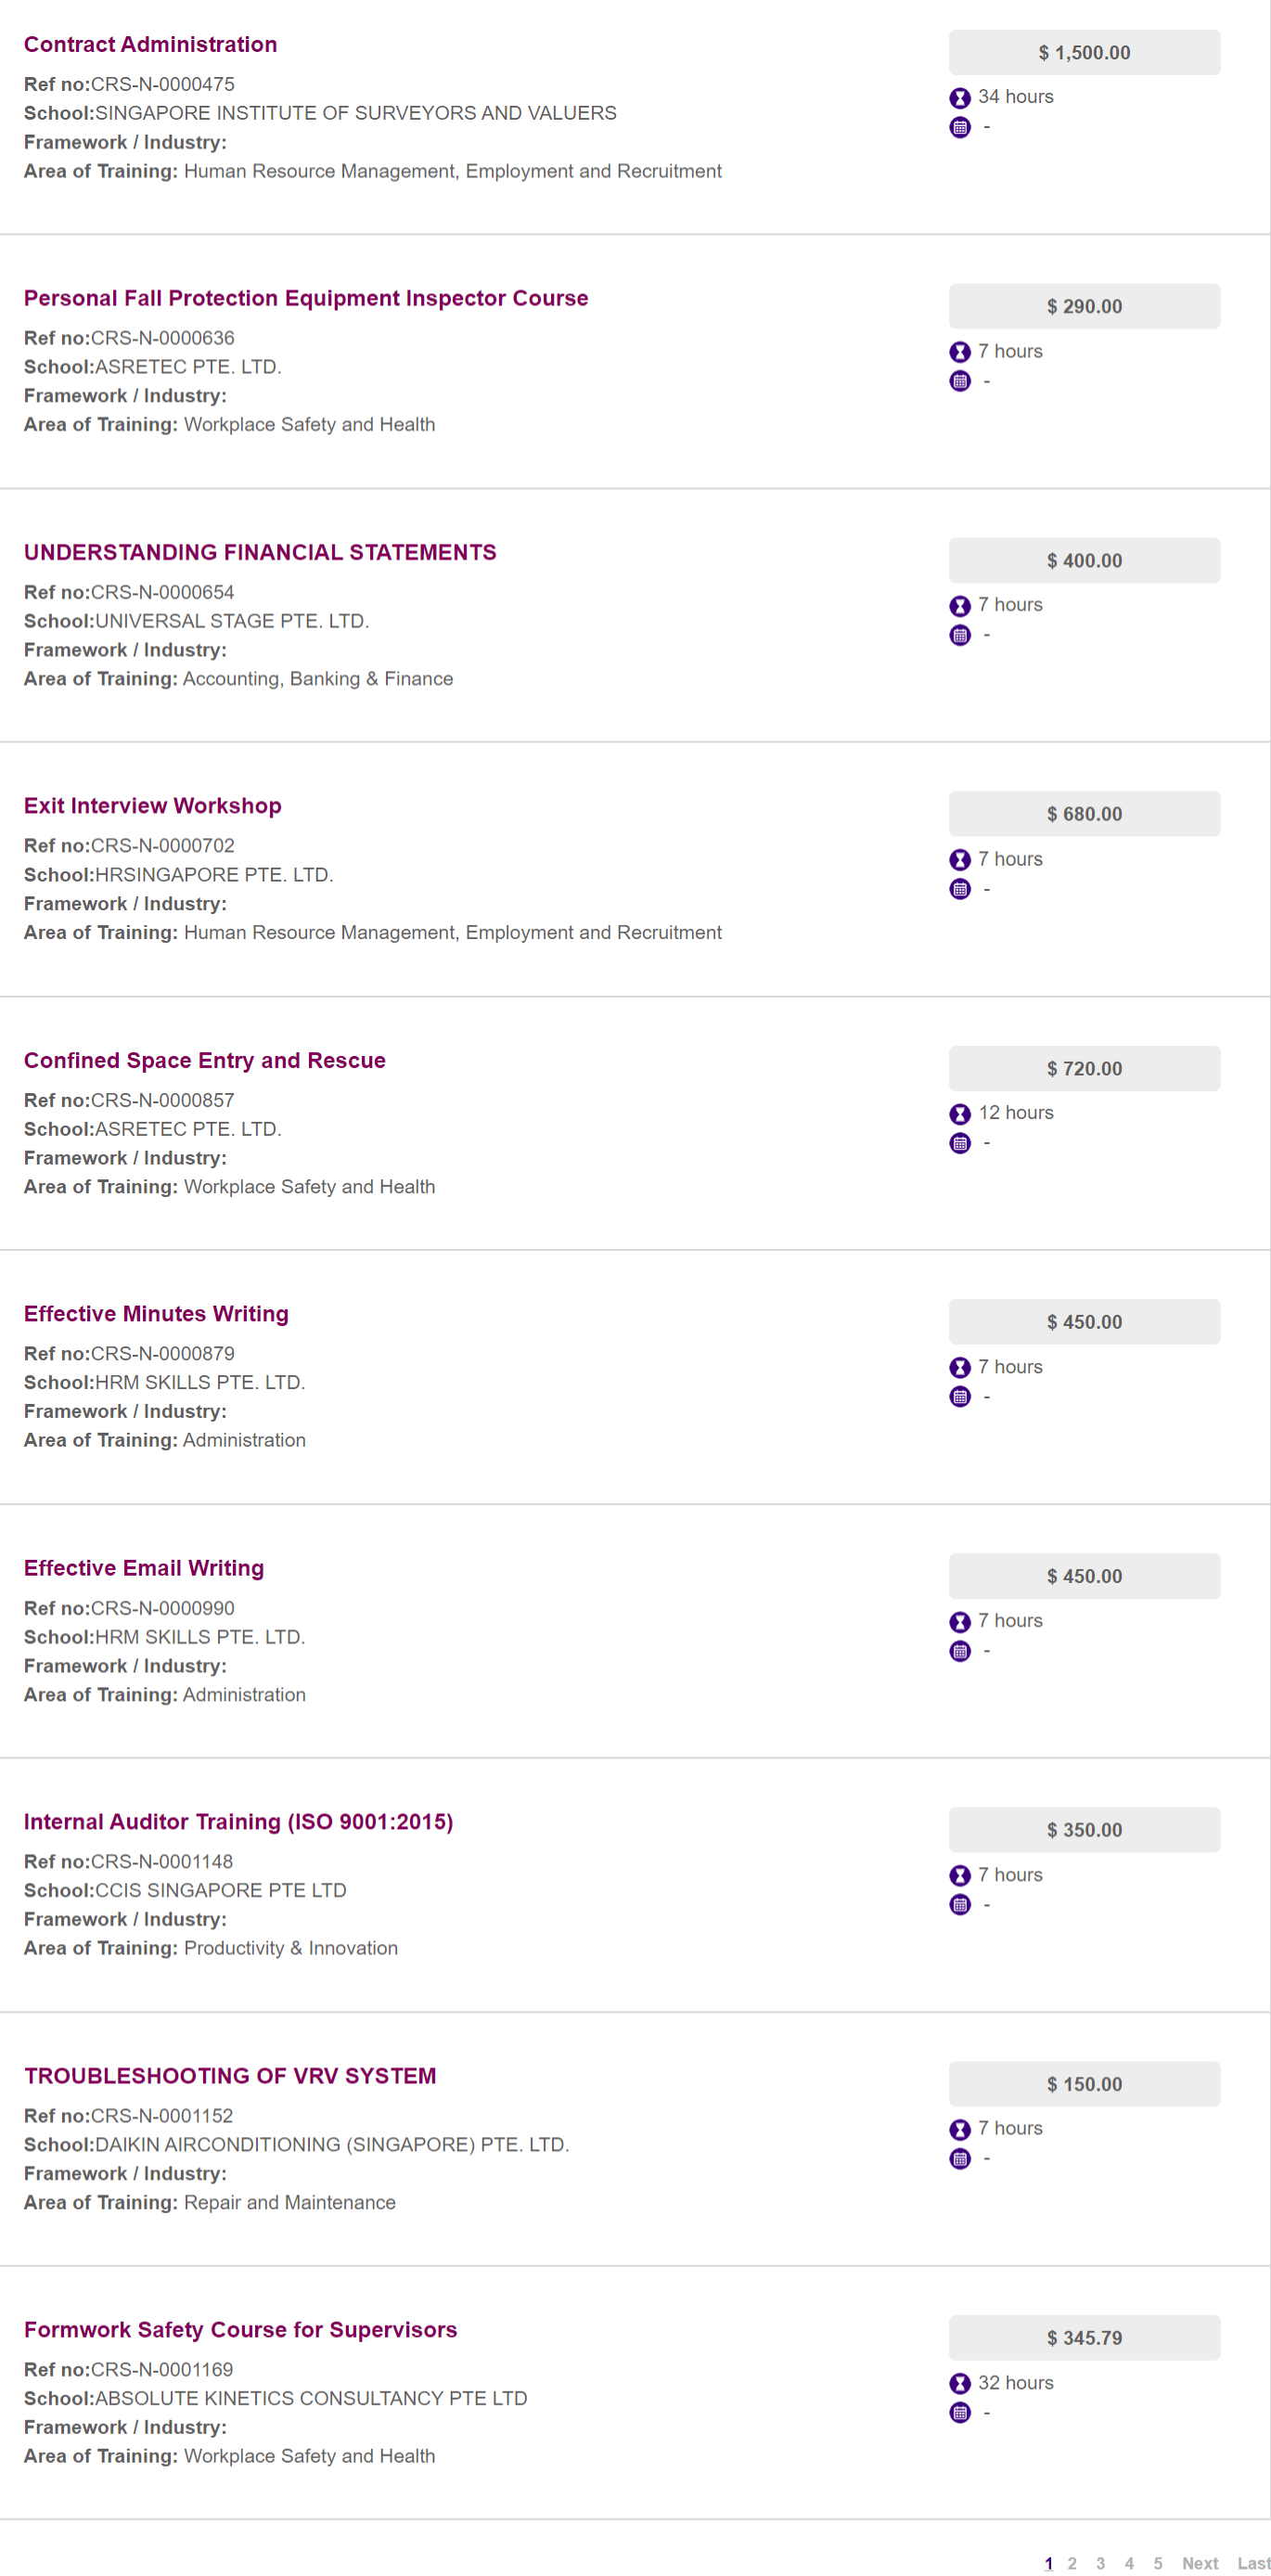 Contract Administration
$ 1,500.00
Ref no:CRS-N-0000475
34 hours
School:SINGAPORE INSTITUTE OF SURVEYORS AND VALUERS
-
Framework / Industry:
Area of Training: Human Resource Management, Employment and Recruitment
Personal Fall Protection Equipment Inspector Course
$ 290.00
Ref no:CRS-N-0000636
7 hours
School:ASRETEC PTE. LTD.
-
Framework / Industry:
Area of Training: Workplace Safety and Health
UNDERSTANDING FINANCIAL STATEMENTS
$ 400.00
Ref no:CRS-N-0000654
7 hours
School:UNIVERSAL STAGE PTE. LTD.
-
Framework / Industry:
Area of Training: Accounting, Banking & Finance
Exit Interview Workshop
$ 680.00
Ref no:CRS-N-0000702
7 hours
School:HRSINGAPORE PTE. LTD.
-
Framework / Industry:
Area of Training: Human Resource Management, Employment and Recruitment
Confined Space Entry and Rescue
$ 720.00
Ref no:CRS-N-0000857
12 hours
School:ASRETEC PTE. LTD.
-
Framework / Industry:
Area of Training: Workplace Safety and Health
Effective Minutes Writing
$ 450.00
Ref no:CRS-N-0000879
7 hours
School:HRM SKILLS PTE. LTD.
-
Framework / Industry:
Area of Training: Administration
Effective Email Writing
$ 450.00
Ref no:CRS-N-0000990
7 hours
School:HRM SKILLS PTE. LTD.
-
Framework / Industry:
Area of Training: Administration
Internal Auditor Training (ISO 9001:2015)
$ 350.00
Ref no:CRS-N-0001148
7 hours
School:CCIS SINGAPORE PTE LTD
-
Framework / Industry:
Area of Training: Productivity & Innovation
TROUBLESHOOTING OF VRV SYSTEM
$ 150.00
Ref no:CRS-N-0001152
7 hours
School:DAIKIN AIRCONDITIONING (SINGAPORE) PTE. LTD.
-
Framework / Industry:
Area of Training: Repair and Maintenance
Formwork Safety Course for Supervisors
$ 345.79
Ref no:CRS-N-0001169
32 hours
School:ABSOLUTE KINETICS CONSULTANCY PTE LTD
-
Framework / Industry:
Area of Training: Workplace Safety and Health
1 2 3 4 5 Next Last